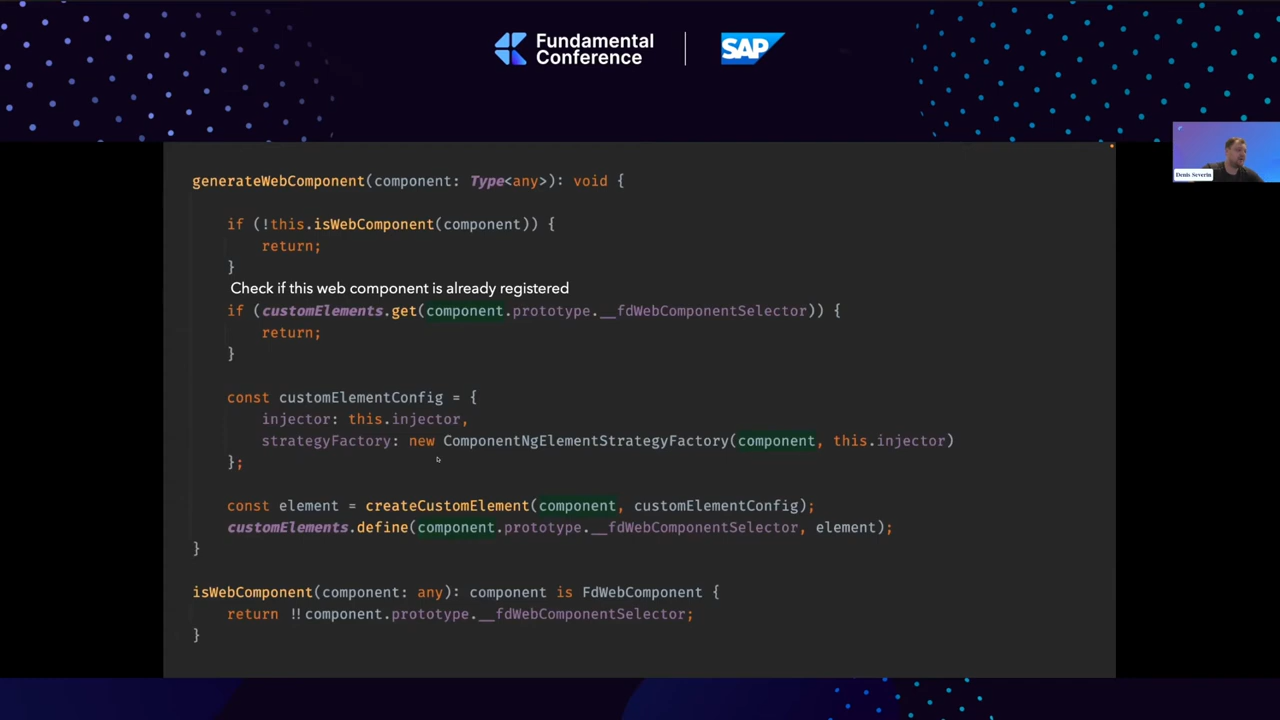 Fundamental
Conference
SAP
Denis Severin
generateWebComponent(component: Type<any>): void {
if (!this.isWebComponent(component)) {
return;
}
Check if this web component is already registered
if (customElements.get(component.prototype.__fdWebComponentSelector)) {
return;
}
const customElementConfig = {
injector: this.injector,
strategyFactory: new ComponentNgElementStrategyFactory(component, this.injector)
};
const element = createCustomElement(component, customElementConfig);
customElements.define(component.prototype.__fdWebComponentSelector, element);
}
isWebComponent(component: any): component is FdWebComponent {
return !!component.prototype.__fdWebComponentSelector;
}